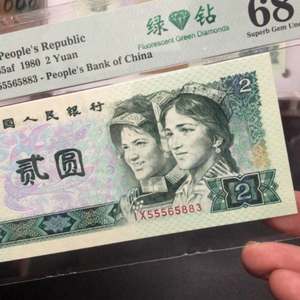 People's Republic
5af 1980 2 Yuan
55565883 - People's Bank of China
绿 钻
Fluorescent Green Diamonds
68
Superb Gem Unc
国人民银行
2
贰圆
2
IX55565883